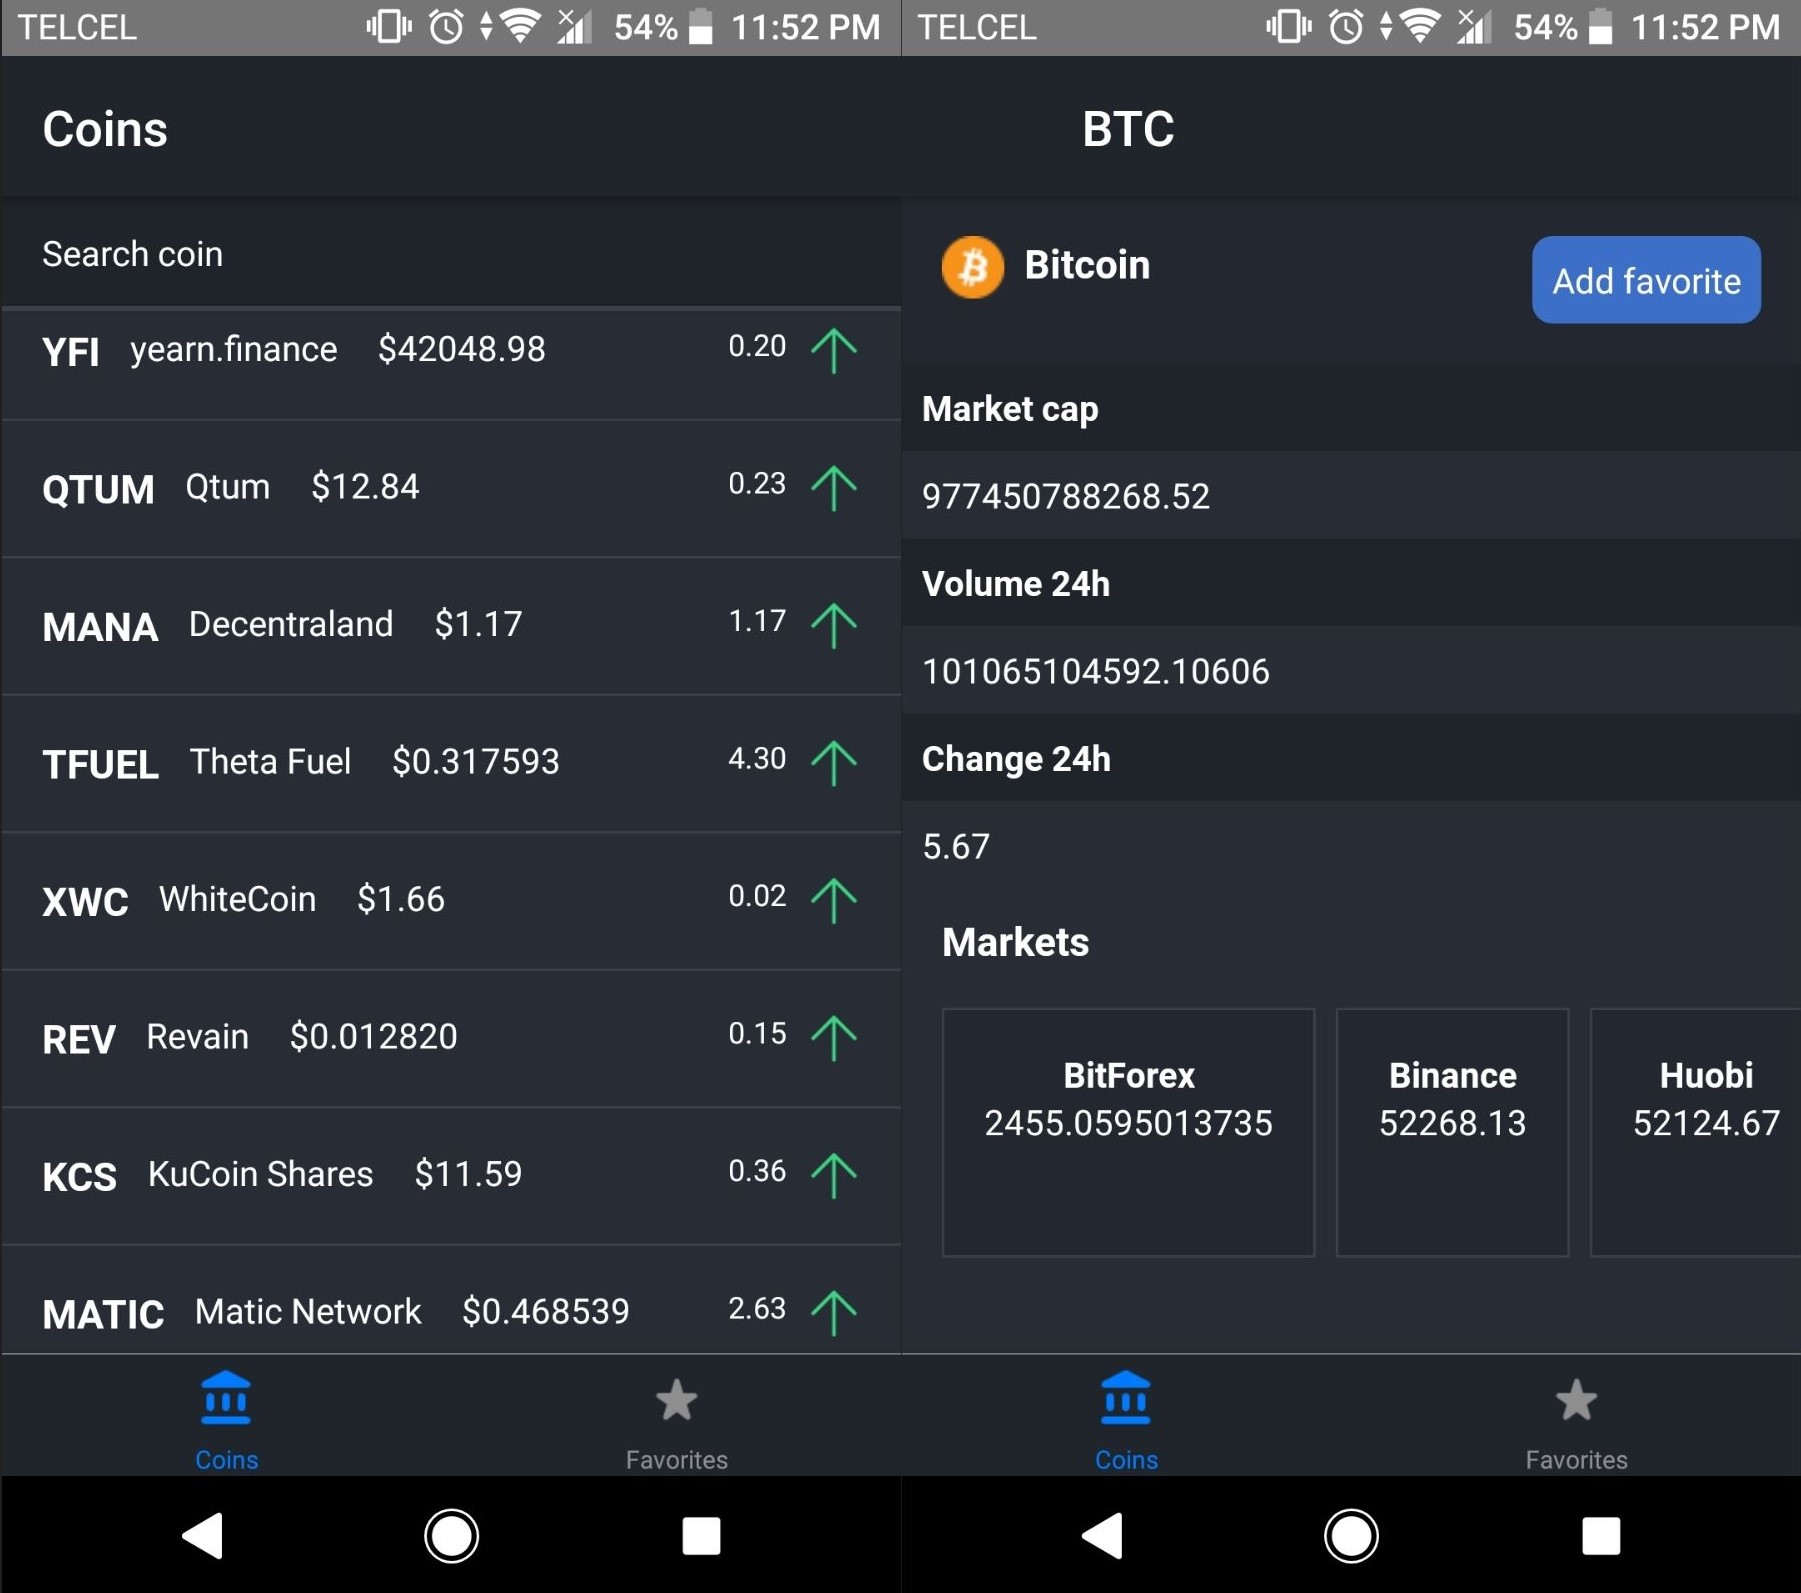 TELCEL 54% 11:52 PM
Coins
Search coin
YFI yearn.finance $42048.98 0.20
QTUM Qtum $12.84 0.23
MANA Decentraland $1.17 1.17
TFUEL Theta Fuel $0.317593 4.30
XWC WhiteCoin $1.66 0.02
REV Revain $0.012820 0.15
KCS KuCoin Shares $11.59 0.36
MATIC Matic Network $0.468539 2.63
Coins Favorites
TELCEL 54% 11:52 PM
BTC
Bitcoin Add favorite
Market cap
977450788268.52
Volume 24h
101065104592.10606
Change 24h
5.67
Markets
BitForex Binance Huobi
2455.0595013735 52268.13 52124.67
Coins Favorites